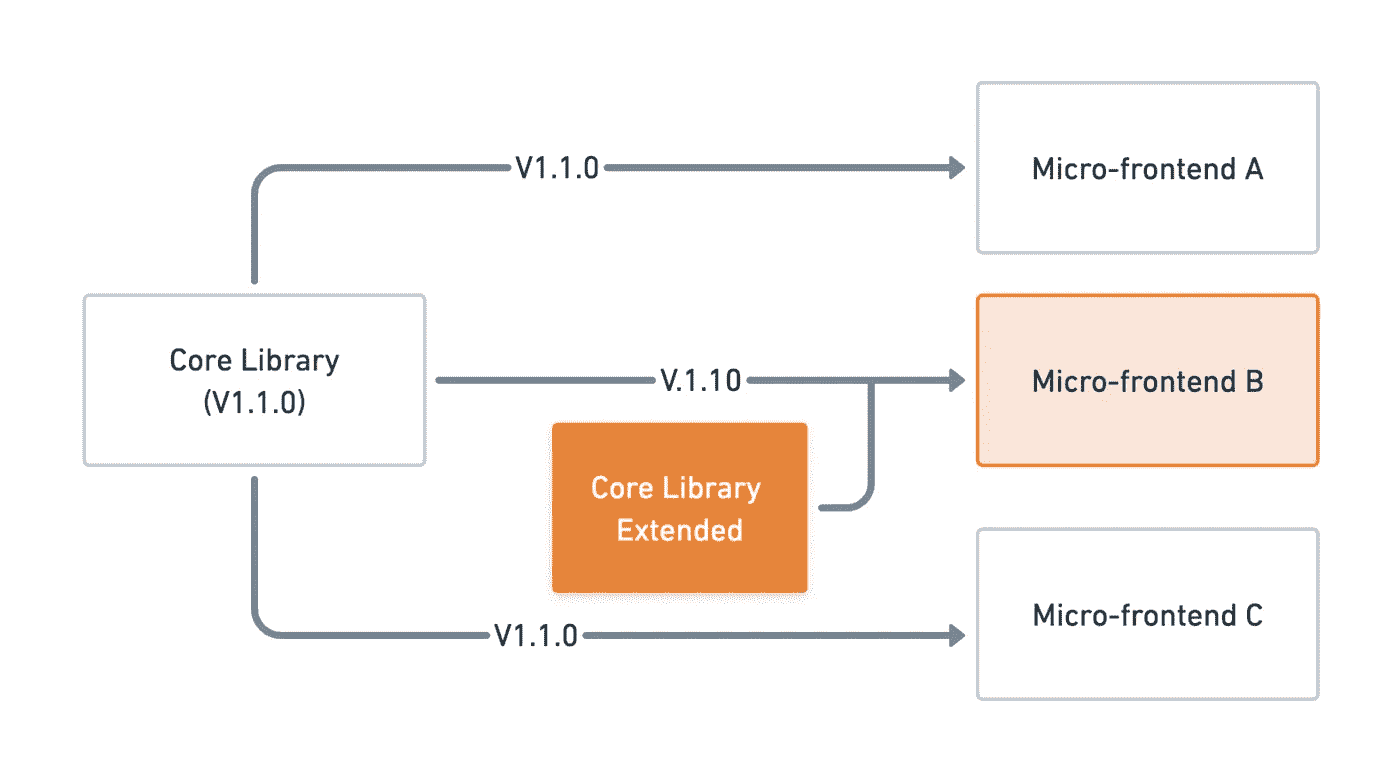 V1.1.0
Micro-frontend A
Core Library
(V1.1.0)
V.1.10
Micro-frontend B
Core Library
Extended
V1.1.0
Micro-frontend C